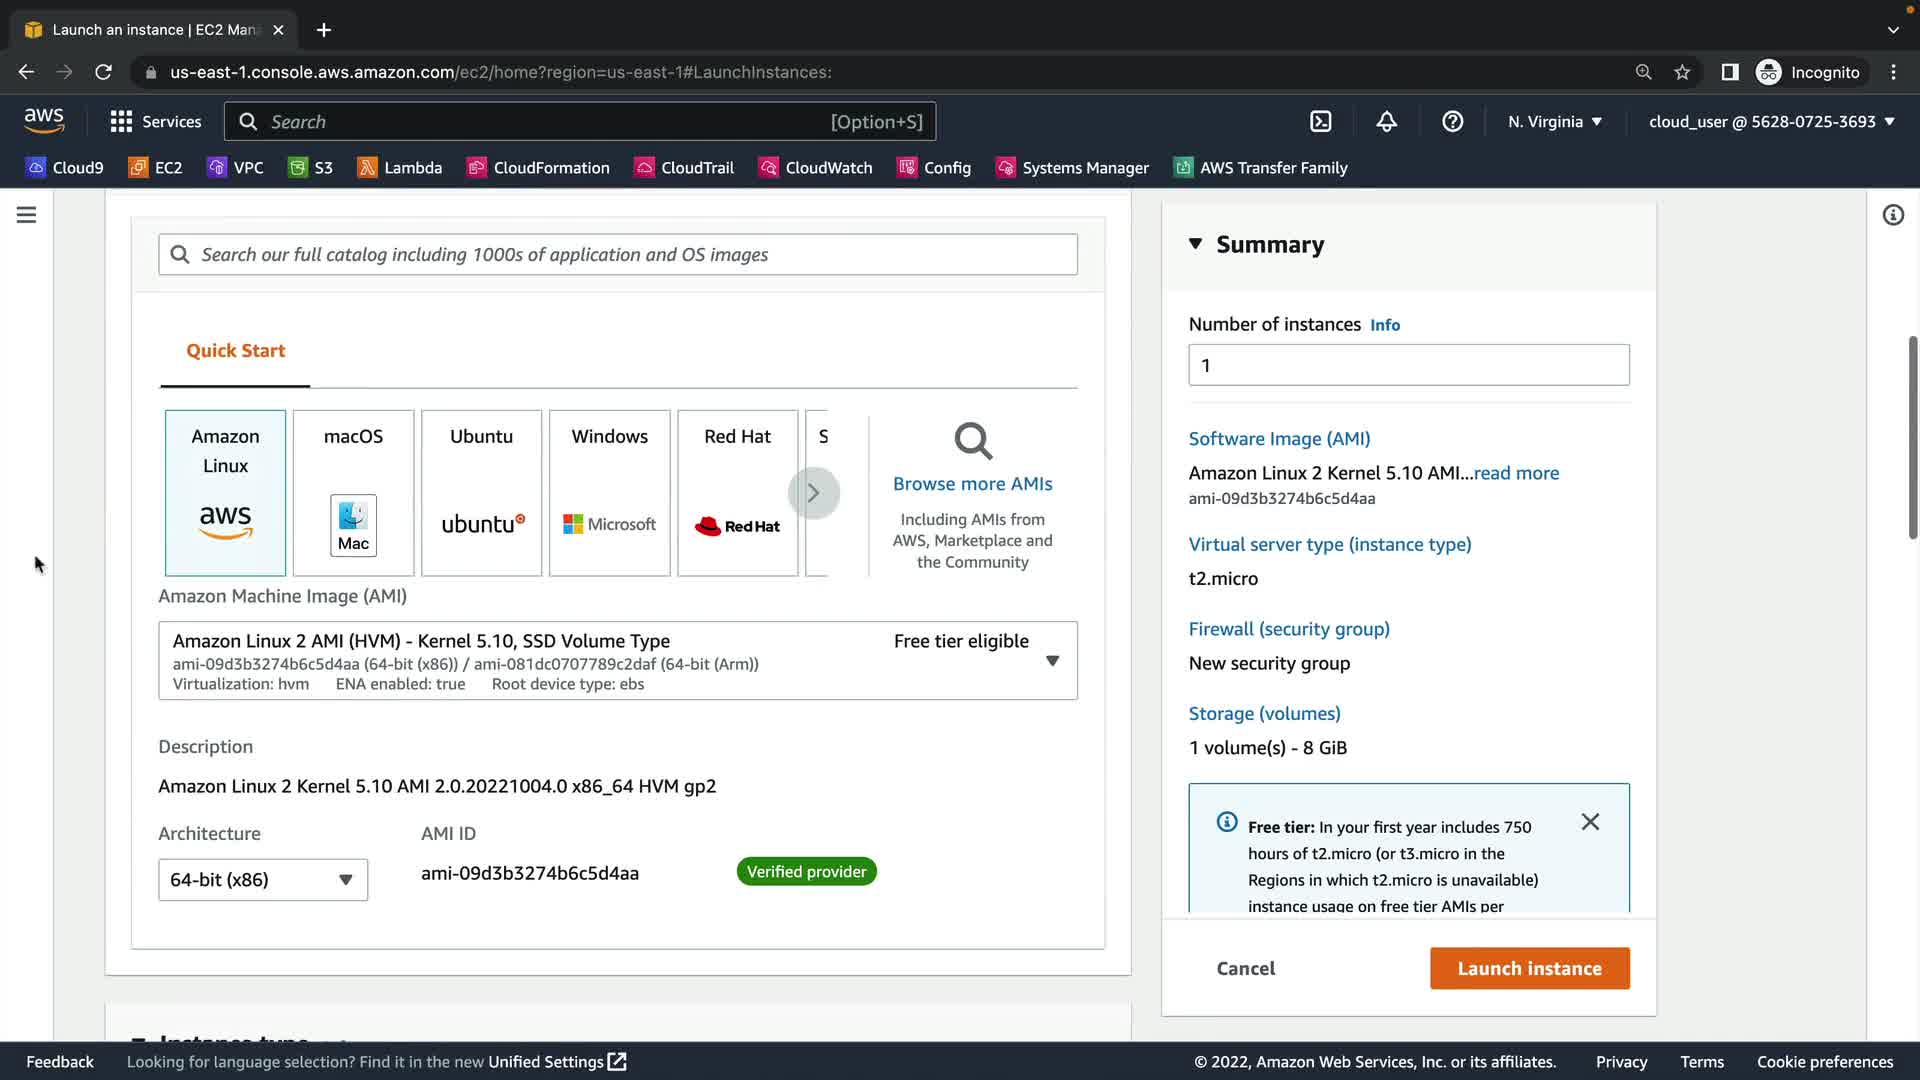 Launch an instance | EC2 Man
us-east-1.console.aws.amazon.com/ec2/home?region=us-east-1#LaunchInstances:
Incognito
aws
Services
Search
[Option+S]
N. Virginia
cloud_user @ 5628-0725-3693
Cloud9
EC2
VPC
S3
Lambda
CloudFormation
CloudTrail
CloudWatch
Config
Systems Manager
AWS Transfer Family
Search our full catalog including 1000s of application and OS images
Quick Start
Amazon
Linux
aws
macOS
Mac
Ubuntu
ubuntu
Windows
Microsoft
Red Hat
Red Hat
S
Browse more AMIs
Including AMIs from
AWS, Marketplace and
the Community
Amazon Machine Image (AMI)
Amazon Linux 2 AMI (HVM) - Kernel 5.10, SSD Volume Type
Free tier eligible
ami-09d3b3274b6c5d4aa (64-bit (x86)) / ami-081dc0707789c2daf (64-bit (Arm))
Virtualization: hvm ENA enabled: true Root device type: ebs
Description
Amazon Linux 2 Kernel 5.10 AMI 2.0.20221004.0 x86_64 HVM gp2
Architecture
AMI ID
64-bit (x86)
ami-09d3b3274b6c5d4aa
Verified provider
Instance type
Summary
Number of instances Info
1
Software Image (AMI)
Amazon Linux 2 Kernel 5.10 AMI...read more
ami-09d3b3274b6c5d4aa
Virtual server type (instance type)
t2.micro
Firewall (security group)
New security group
Storage (volumes)
1 volume(s) - 8 GiB
Free tier: In your first year includes 750
hours of t2.micro (or t3.micro in the
Regions in which t2.micro is unavailable)
instance usage on free tier AMIs per
Cancel
Launch instance
Feedback
Looking for language selection? Find it in the new Unified Settings
© 2022, Amazon Web Services, Inc. or its affiliates.
Privacy
Terms
Cookie preferences